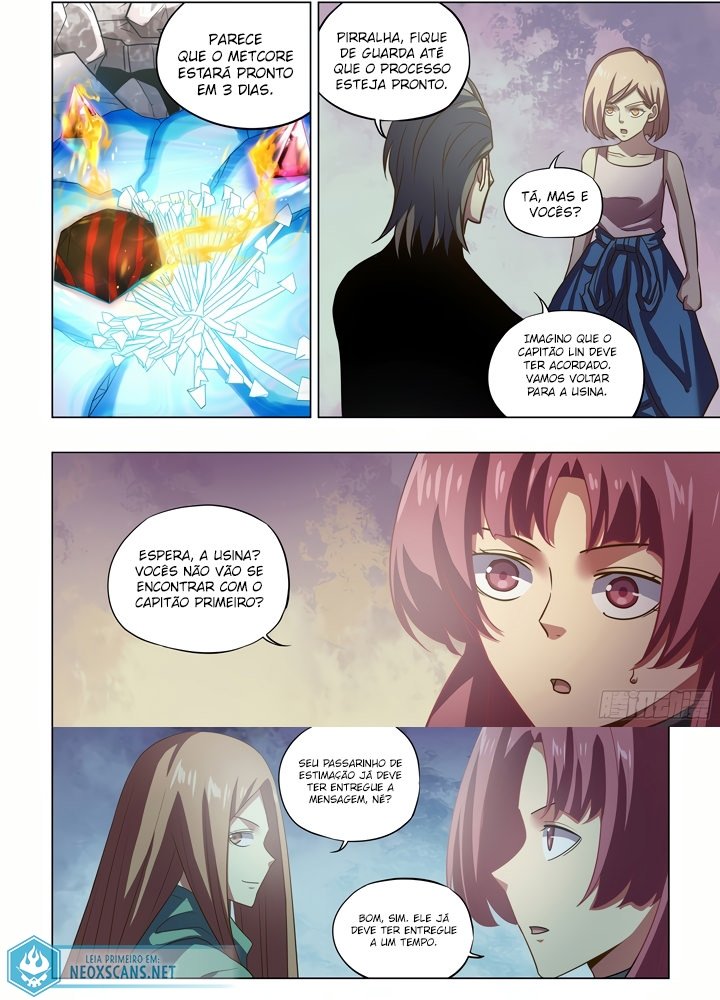 PARECE
QUE O METCORE
ESTARÁ PRONTO
EM 3 DIAS.
PIRRALHA, FIQUE
DE GUARDA ATÉ
QUE O PROCESSO
ESTEJA PRONTO.
TÁ, MAS E
VOCÊS?
IMAGINO QUE O
CAPITÃO LIN DEVE
TER ACORDADO.
VAMOS VOLTAR
PARA A USINA.
ESPERA, A USINA?
VOCÊS NÃO VÃO SE
ENCONTRAR COM O
CAPITÃO PRIMEIRO?
SEU PASSARINHO DE
ESTIMAÇÃO JÁ DEVE
TER ENTREGUE A
MENSAGEM, NÉ?
BOM, SIM. ELE JÁ
DEVE TER ENTREGUE
A UM TEMPO.
LEIA PRIMEIRO EM:
NEOXSCANS.NET